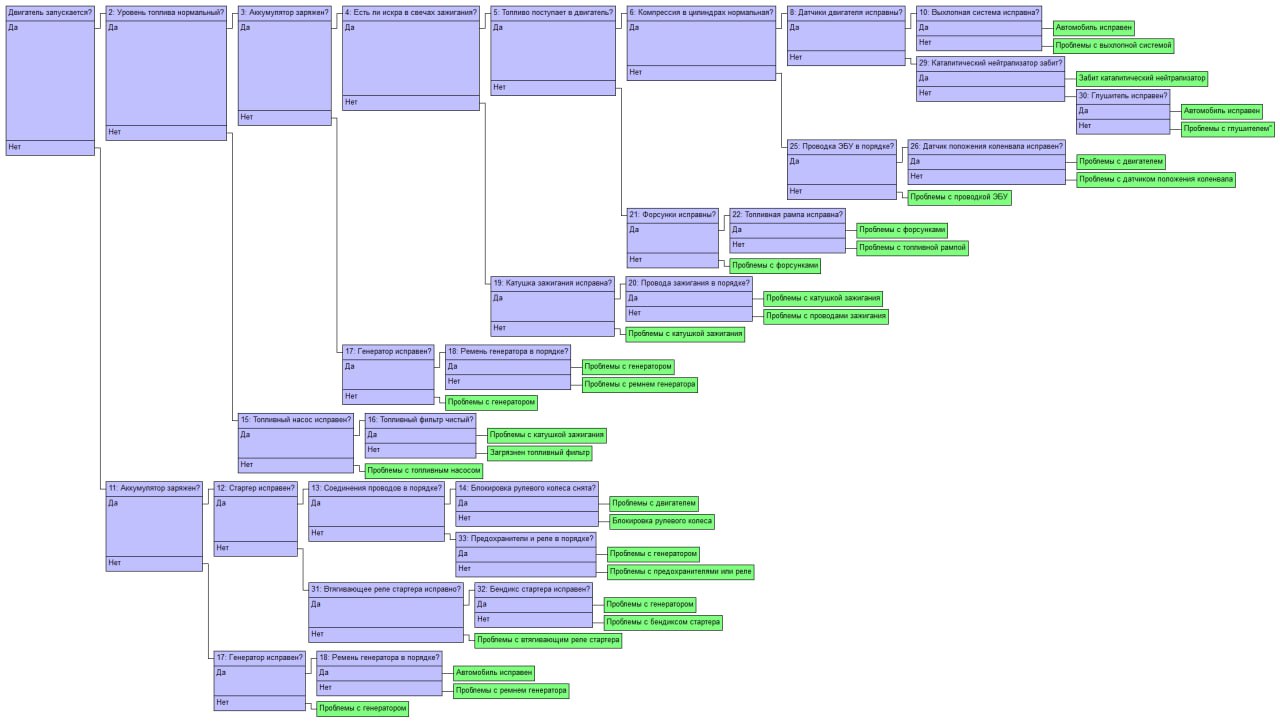 Двигатель запускается?
Да
Нет
2: Уровень топлива нормальный?
Да
Нет
3: Аккумулятор заряжен?
Да
Нет
4: Есть ли искра в свечах зажигания?
Да
Нет
5: Топливо поступает в двигатель?
Да
Нет
6: Компрессия в цилиндрах нормальная?
Да
Нет
8: Датчики двигателя исправны?
Да
Нет
10: Выхлопная система исправна?
Да
Нет
Автомобиль исправен
Проблемы с выхлопной системой
29: Каталитический нейтрализатор забит?
Да
Нет
Забит каталитический нейтрализатор
30: Глушитель исправен?
Да
Нет
Автомобиль исправен
Проблемы с глушителем"
25: Проводка ЭБУ в порядке?
Да
Нет
26: Датчик положения коленвала исправен?
Да
Нет
Проблемы с двигателем
Проблемы с датчиком положения коленвала
Проблемы с проводкой ЭБУ
21: Форсунки исправны?
Да
Нет
22: Топливная рампа исправна?
Да
Нет
Проблемы с форсунками
Проблемы с топливной рампой
Проблемы с форсунками
19: Катушка зажигания исправна?
Да
Нет
20: Провода зажигания в порядке?
Да
Нет
Проблемы с катушкой зажигания
Проблемы с проводами зажигания
Проблемы с катушкой зажигания
17: Генератор исправен?
Да
Нет
18: Ремень генератора в порядке?
Да
Нет
Проблемы с генератором
Проблемы с ремнем генератора
Проблемы с генератором
15: Топливный насос исправен?
Да
Нет
16: Топливный фильтр чистый?
Да
Нет
Проблемы с катушкой зажигания
Загрязнен топливный фильтр
Проблемы с топливным насосом
11: Аккумулятор заряжен?
Да
Нет
12: Стартер исправен?
Да
Нет
13: Соединения проводов в порядке?
Да
Нет
14: Блокировка рулевого колеса снята?
Да
Нет
Проблемы с двигателем
Блокировка рулевого колеса
33: Предохранители и реле в порядке?
Да
Нет
Проблемы с генератором
Проблемы с предохранителями или реле
31: Втягивающее реле стартера исправно?
Да
Нет
32: Бендикс стартера исправен?
Да
Нет
Проблемы с генератором
Проблемы с бендиксом стартера
Проблемы с втягивающим реле стартера
17: Генератор исправен?
Да
Нет
18: Ремень генератора в порядке?
Да
Нет
Автомобиль исправен
Проблемы с ремнем генератора
Проблемы с генератором